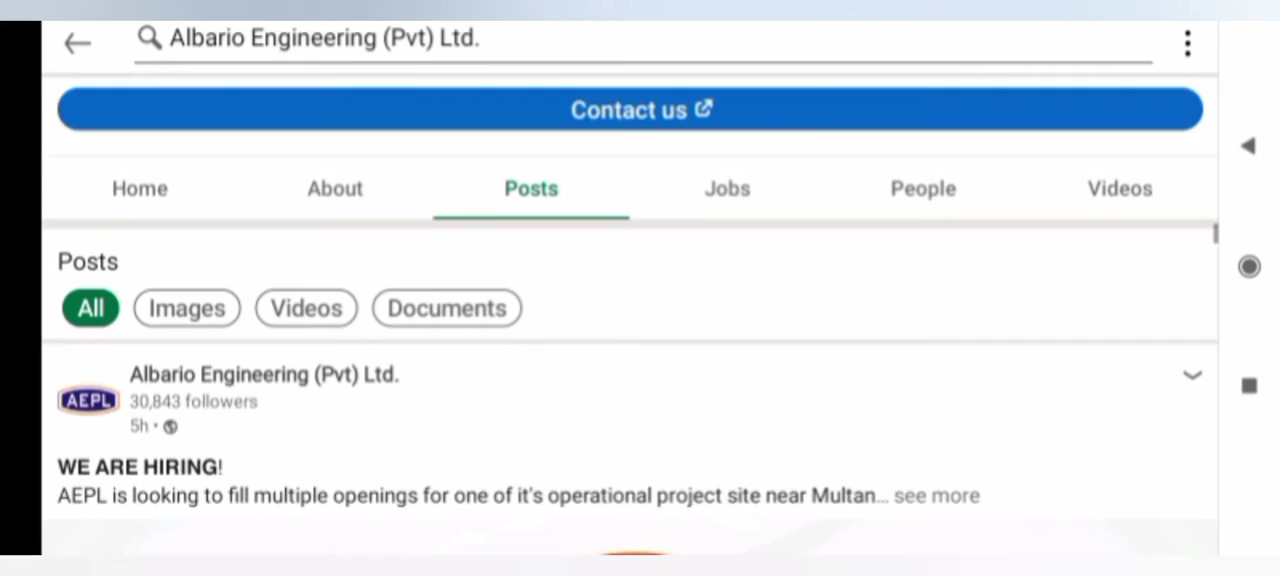 Albario Engineering (Pvt) Ltd.
Contact us
Home About Posts Jobs People Videos
Posts
All Images Videos Documents
Albario Engineering (Pvt) Ltd.
AEPL
30,843 followers
5h •
WE ARE HIRING!
AEPL is looking to fill multiple openings for one of it's operational project site near Multan... see more